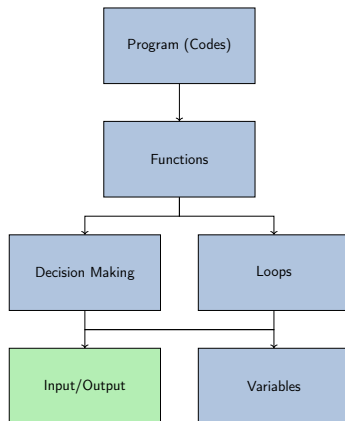 Program (Codes)
Functions
Decision Making
Loops
Input/Output
Variables